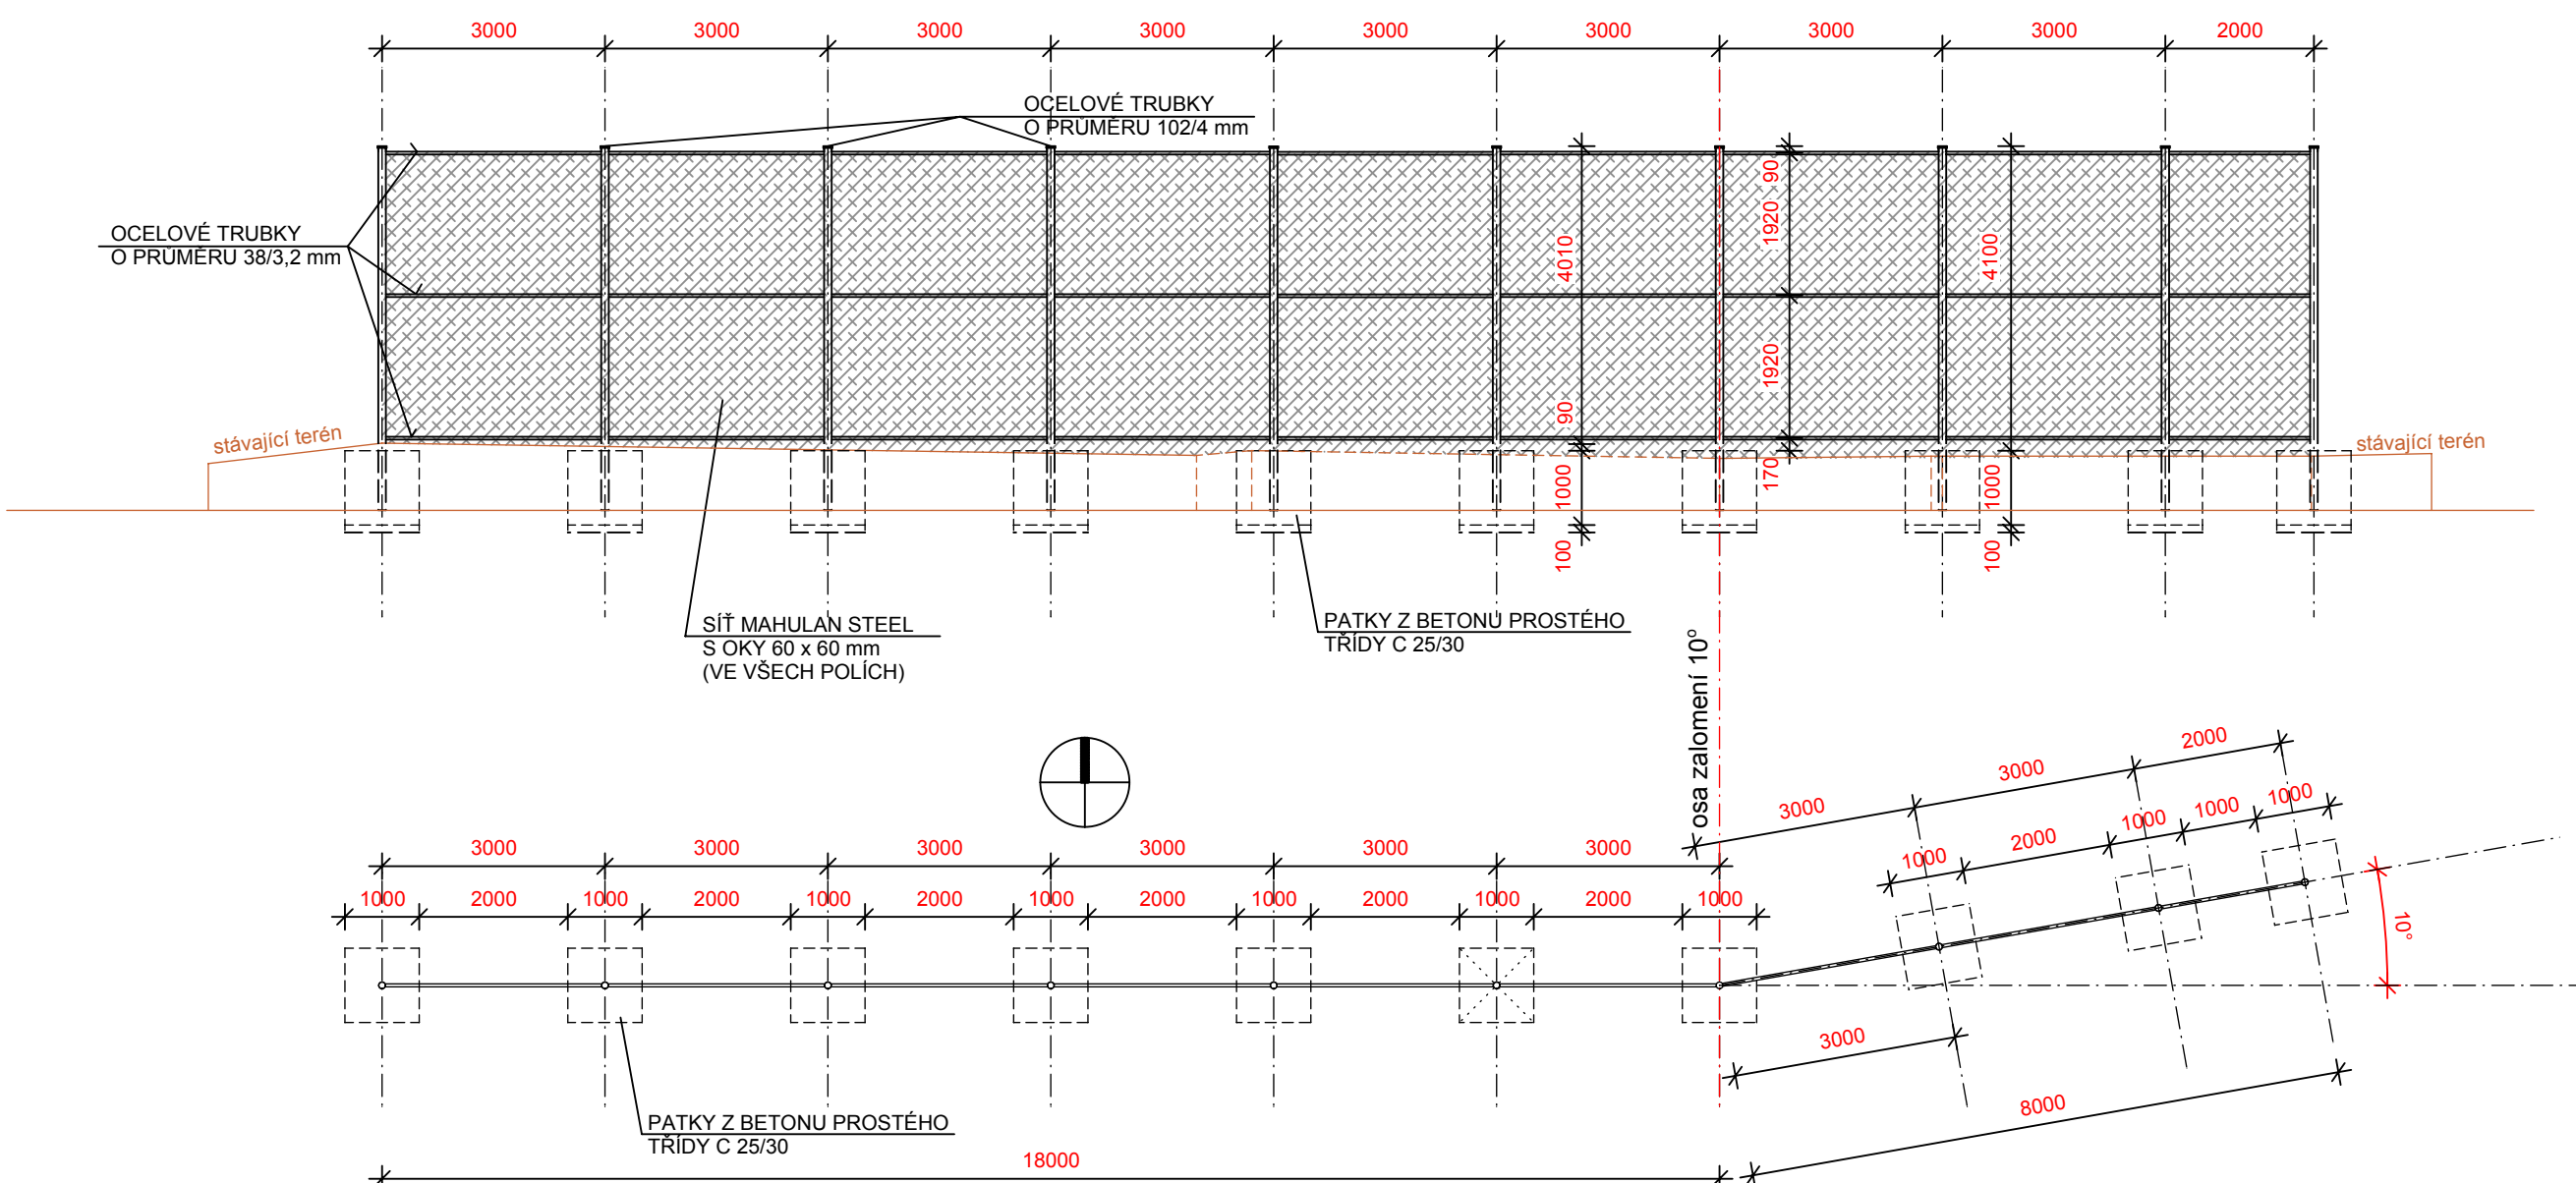 3000 3000 3000 3000 3000 3000 3000 3000 2000
OCELOVÉ TRUBKY
O PRŮMĚRU 102/4 mm
OCELOVÉ TRUBKY
O PRŮMĚRU 38/3,2 mm
90
1920
4010
4100
1920
90
170
1000
1000
100
100
stávající terén
stávající terén
SÍŤ MAHULAN STEEL
S OKY 60 x 60 mm
(VE VŠECH POLÍCH)
PATKY Z BETONU PROSTÉHO
TŘÍDY C 25/30
osa zalomení 10°
3000 3000 3000 3000 3000 3000
1000 2000 1000 2000 1000 2000 1000 2000 1000 2000 1000 2000 1000
3000 3000 2000
1000 2000 1000 1000 1000
10°
3000
8000
PATKY Z BETONU PROSTÉHO
TŘÍDY C 25/30
18000